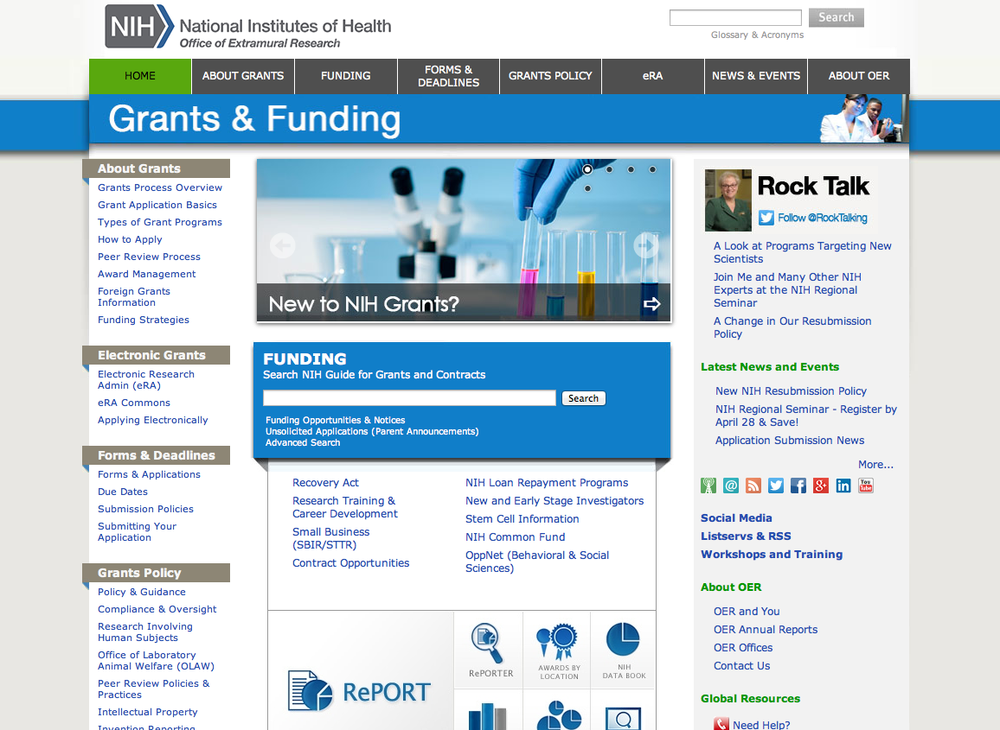 NIH
National Institutes of Health
Office of Extramural Research
Search
Glossary & Acronyms
HOME
ABOUT GRANTS
FUNDING
FORMS &
DEADLINES
GRANTS POLICY
eRA
NEWS & EVENTS
ABOUT OER
Grants & Funding
About Grants
Grants Process Overview
Grant Application Basics
Types of Grant Programs
How to Apply
Peer Review Process
Award Management
Foreign Grants
Information
Funding Strategies
Electronic Grants
Electronic Research
Admin (eRA)
eRA Commons
Applying Electronically
Forms & Deadlines
Forms & Applications
Due Dates
Submission Policies
Submitting Your
Application
Grants Policy
Policy & Guidance
Compliance & Oversight
Research Involving
Human Subjects
Office of Laboratory
Animal Welfare (OLAW)
Peer Review Policies &
Practices
Intellectual Property
Invention Reporting
New to NIH Grants?
FUNDING
Search NIH Guide for Grants and Contracts
Search
Funding Opportunities & Notices
Unsolicited Applications (Parent Announcements)
Advanced Search
Recovery Act
Research Training &
Career Development
Small Business
(SBIR/STTR)
Contract Opportunities
NIH Loan Repayment Programs
New and Early Stage Investigators
Stem Cell Information
NIH Common Fund
OppNet (Behavioral & Social
Sciences)
RePORT
RePORTER
AWARDS BY
LOCATION
NIH
DATA BOOK
Rock Talk
Follow @RockTalking
A Look at Programs Targeting New
Scientists
Join Me and Many Other NIH
Experts at the NIH Regional
Seminar
A Change in Our Resubmission
Policy
Latest News and Events
New NIH Resubmission Policy
NIH Regional Seminar - Register by
April 28 & Save!
Application Submission News
More...
You
Tube
Social Media
Listservs & RSS
Workshops and Training
About OER
OER and You
OER Annual Reports
OER Offices
Contact Us
Global Resources
Need Help?